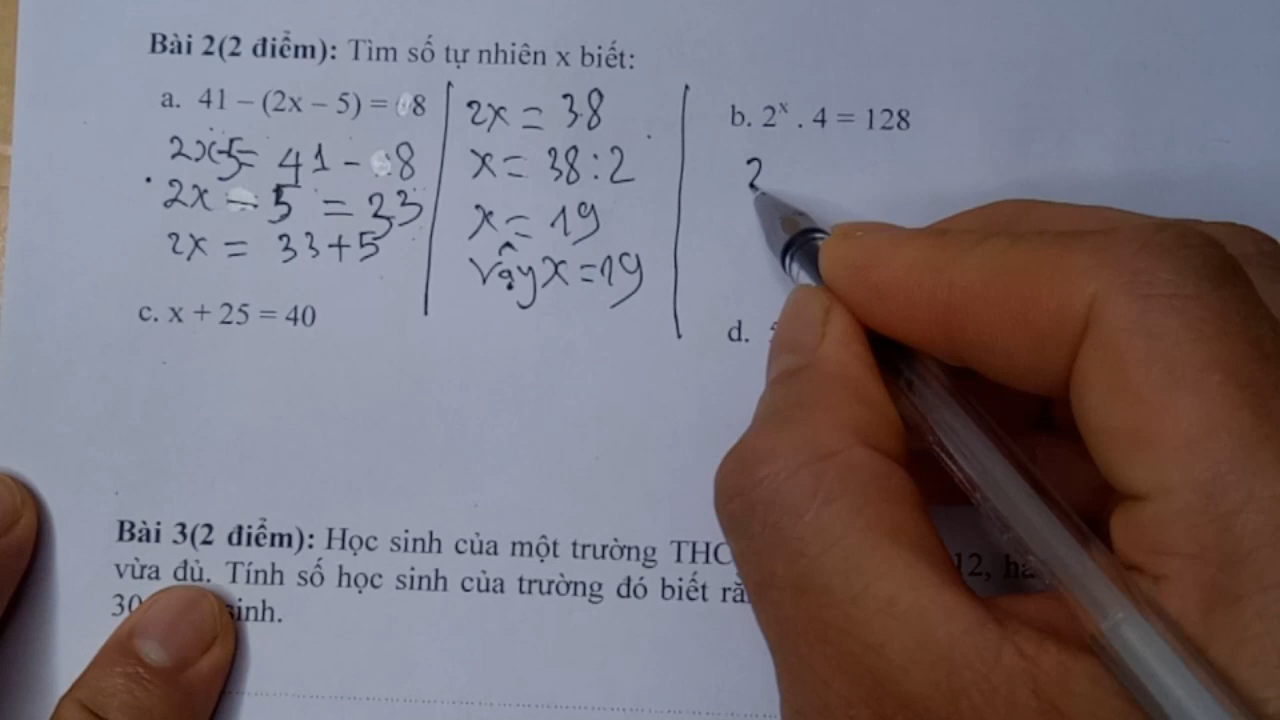 Bài 2(2 điểm): Tìm số tự nhiên x biết:
a. 41 – (2x – 5) = 8
2x-5= 41 - 8
2x - 5 = 33
2x = 33+5
2x = 38
x = 38:2
x = 19
vậy x = 19
b. 2ˣ . 4 = 128
2
c. x + 25 = 40
d.
Bài 3(2 điểm): Học sinh của một trường THC 12,
vừa đủ. Tính số học sinh của trường đó biết
30 sinh.